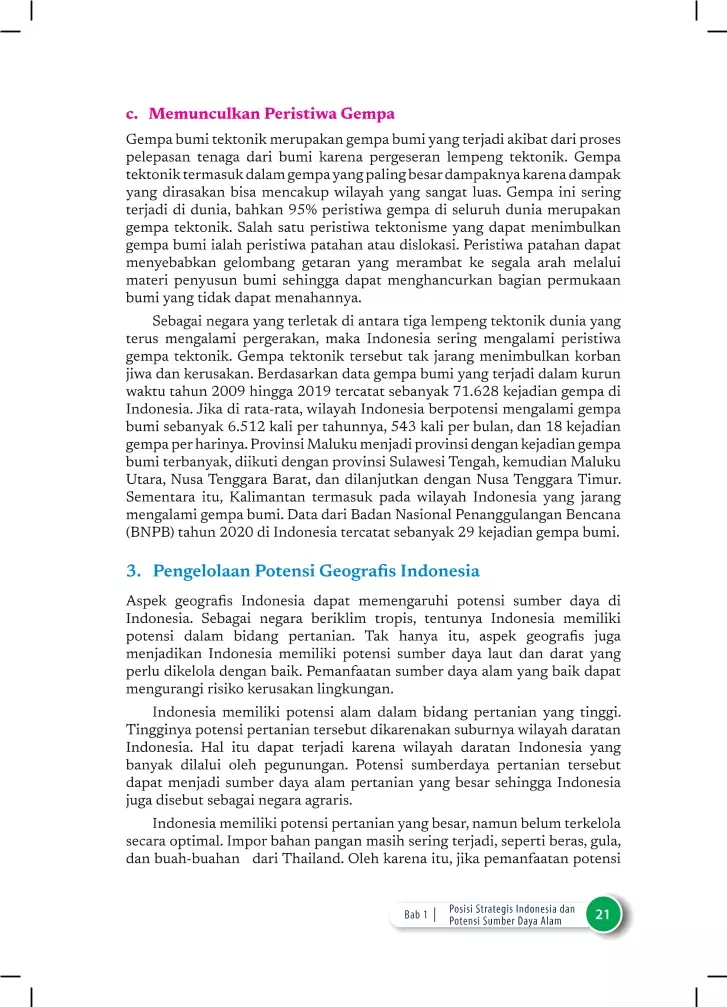 c. Memunculkan Peristiwa Gempa
Gempa bumi tektonik merupakan gempa bumi yang terjadi akibat dari proses
pelepasan tenaga dari bumi karena pergeseran lempeng tektonik. Gempa
tektonik termasuk dalam gempa yang paling besar dampaknya karena dampak
yang dirasakan bisa mencakup wilayah yang sangat luas. Gempa ini sering
terjadi di dunia, bahkan 95% peristiwa gempa di seluruh dunia merupakan
gempa tektonik. Salah satu peristiwa tektonisme yang dapat menimbulkan
gempa bumi ialah peristiwa patahan atau dislokasi. Peristiwa patahan dapat
menyebabkan gelombang getaran yang merambat ke segala arah melalui
materi penyusun bumi sehingga dapat menghancurkan bagian permukaan
bumi yang tidak dapat menahannya.
Sebagai negara yang terletak di antara tiga lempeng tektonik dunia yang
terus mengalami pergerakan, maka Indonesia sering mengalami peristiwa
gempa tektonik. Gempa tektonik tersebut tak jarang menimbulkan korban
jiwa dan kerusakan. Berdasarkan data gempa bumi yang terjadi dalam kurun
waktu tahun 2009 hingga 2019 tercatat sebanyak 71.628 kejadian gempa di
Indonesia. Jika di rata-rata, wilayah Indonesia berpotensi mengalami gempa
bumi sebanyak 6.512 kali per tahunnya, 543 kali per bulan, dan 18 kejadian
gempa per harinya. Provinsi Maluku menjadi provinsi dengan kejadian gempa
bumi terbanyak, diikuti dengan provinsi Sulawesi Tengah, kemudian Maluku
Utara, Nusa Tenggara Barat, dan dilanjutkan dengan Nusa Tenggara Timur.
Sementara itu, Kalimantan termasuk pada wilayah Indonesia yang jarang
mengalami gempa bumi. Data dari Badan Nasional Penanggulangan Bencana
(BNPB) tahun 2020 di Indonesia tercatat sebanyak 29 kejadian gempa bumi.
3. Pengelolaan Potensi Geografis Indonesia
Aspek geografis Indonesia dapat memengaruhi potensi sumber daya di
Indonesia. Sebagai negara beriklim tropis, tentunya Indonesia memiliki
potensi dalam bidang pertanian. Tak hanya itu, aspek geografis juga
menjadikan Indonesia memiliki potensi sumber daya laut dan darat yang
perlu dikelola dengan baik. Pemanfaatan sumber daya alam yang baik dapat
mengurangi risiko kerusakan lingkungan.
Indonesia memiliki potensi alam dalam bidang pertanian yang tinggi.
Tingginya potensi pertanian tersebut dikarenakan suburnya wilayah daratan
Indonesia. Hal itu dapat terjadi karena wilayah daratan Indonesia yang
banyak dilalui oleh pegunungan. Potensi sumberdaya pertanian tersebut
dapat menjadi sumber daya alam pertanian yang besar sehingga Indonesia
juga disebut sebagai negara agraris.
Indonesia memiliki potensi pertanian yang besar, namun belum terkelola
secara optimal. Impor bahan pangan masih sering terjadi, seperti beras, gula,
dan buah-buahan dari Thailand. Oleh karena itu, jika pemanfaatan potensi
Bab 1 | Posisi Strategis Indonesia dan
Potensi Sumber Daya Alam
21